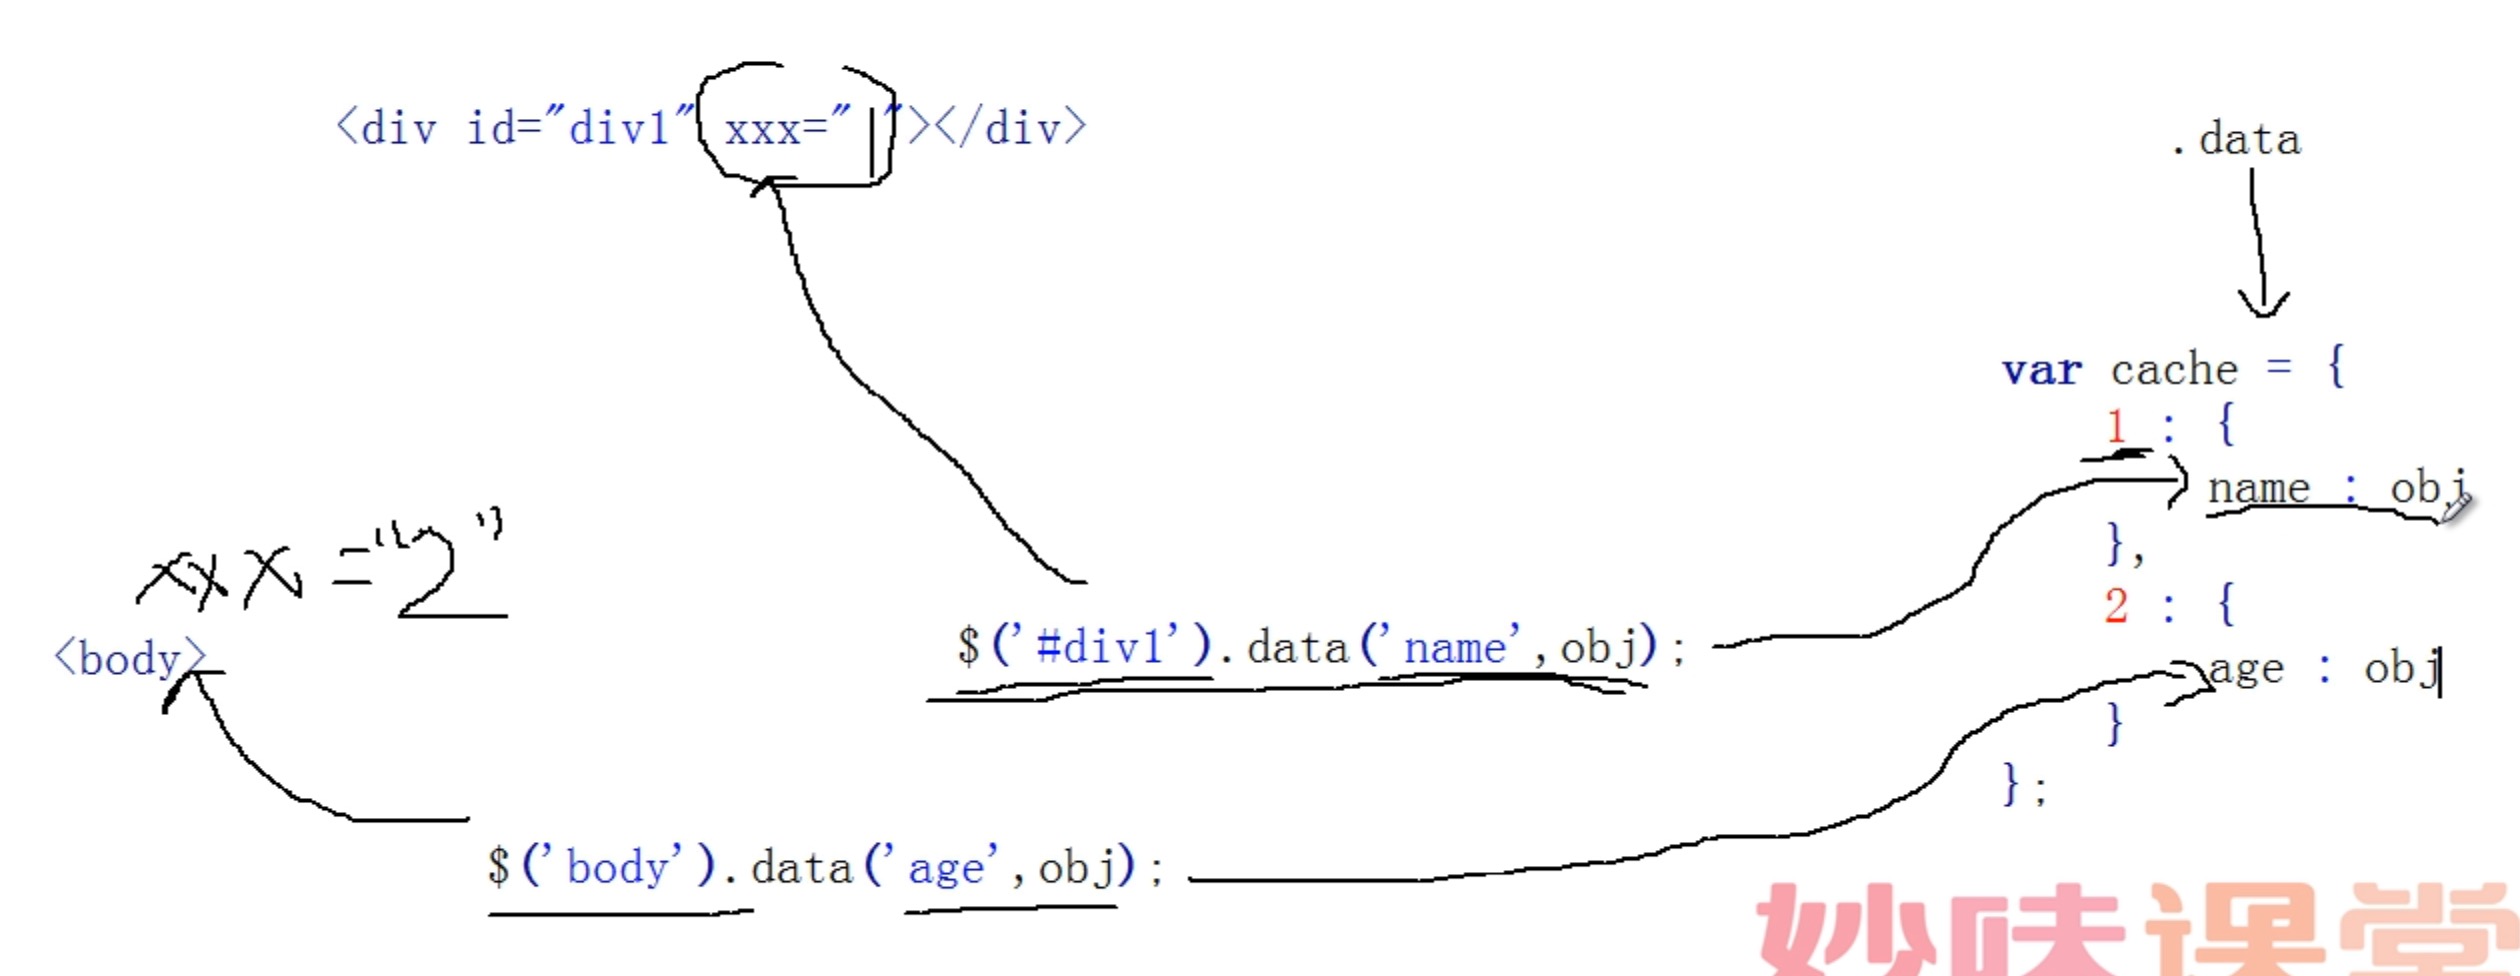 <div id="div1" xxx=" | "></div>
.data
var cache = {
1 : {
name : obj
},
2 : {
age : obj
}
};
xxx = "2"
<body>
$('#div1').data('name',obj);
$('body').data('age',obj);
妙味课堂